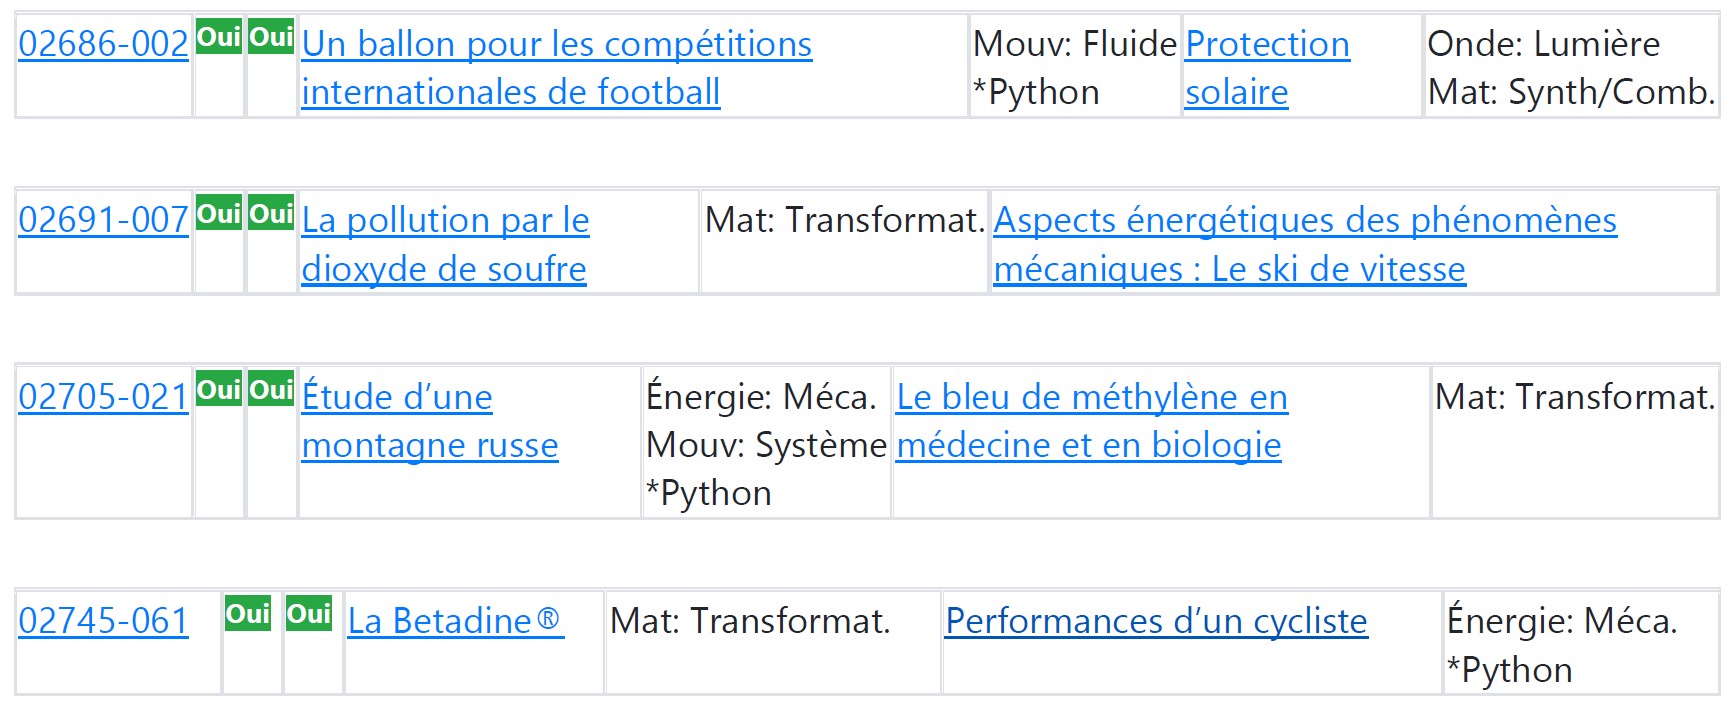 02686-002 Oui Oui Un ballon pour les compétitions Mouv: Fluide Protection Onde: Lumière
internationales de football *Python solaire Mat: Synth/Comb.
02691-007 Oui Oui La pollution par le Mat: Transformat. Aspects énergétiques des phénomènes
dioxyde de soufre mécaniques : Le ski de vitesse
02705-021 Oui Oui Étude d’une Énergie: Méca. Le bleu de méthylène en Mat: Transformat.
montagne russe Mouv: Système médecine et en biologie
*Python
02745-061 Oui Oui La Betadine® Mat: Transformat. Performances d’un cycliste Énergie: Méca.
*Python